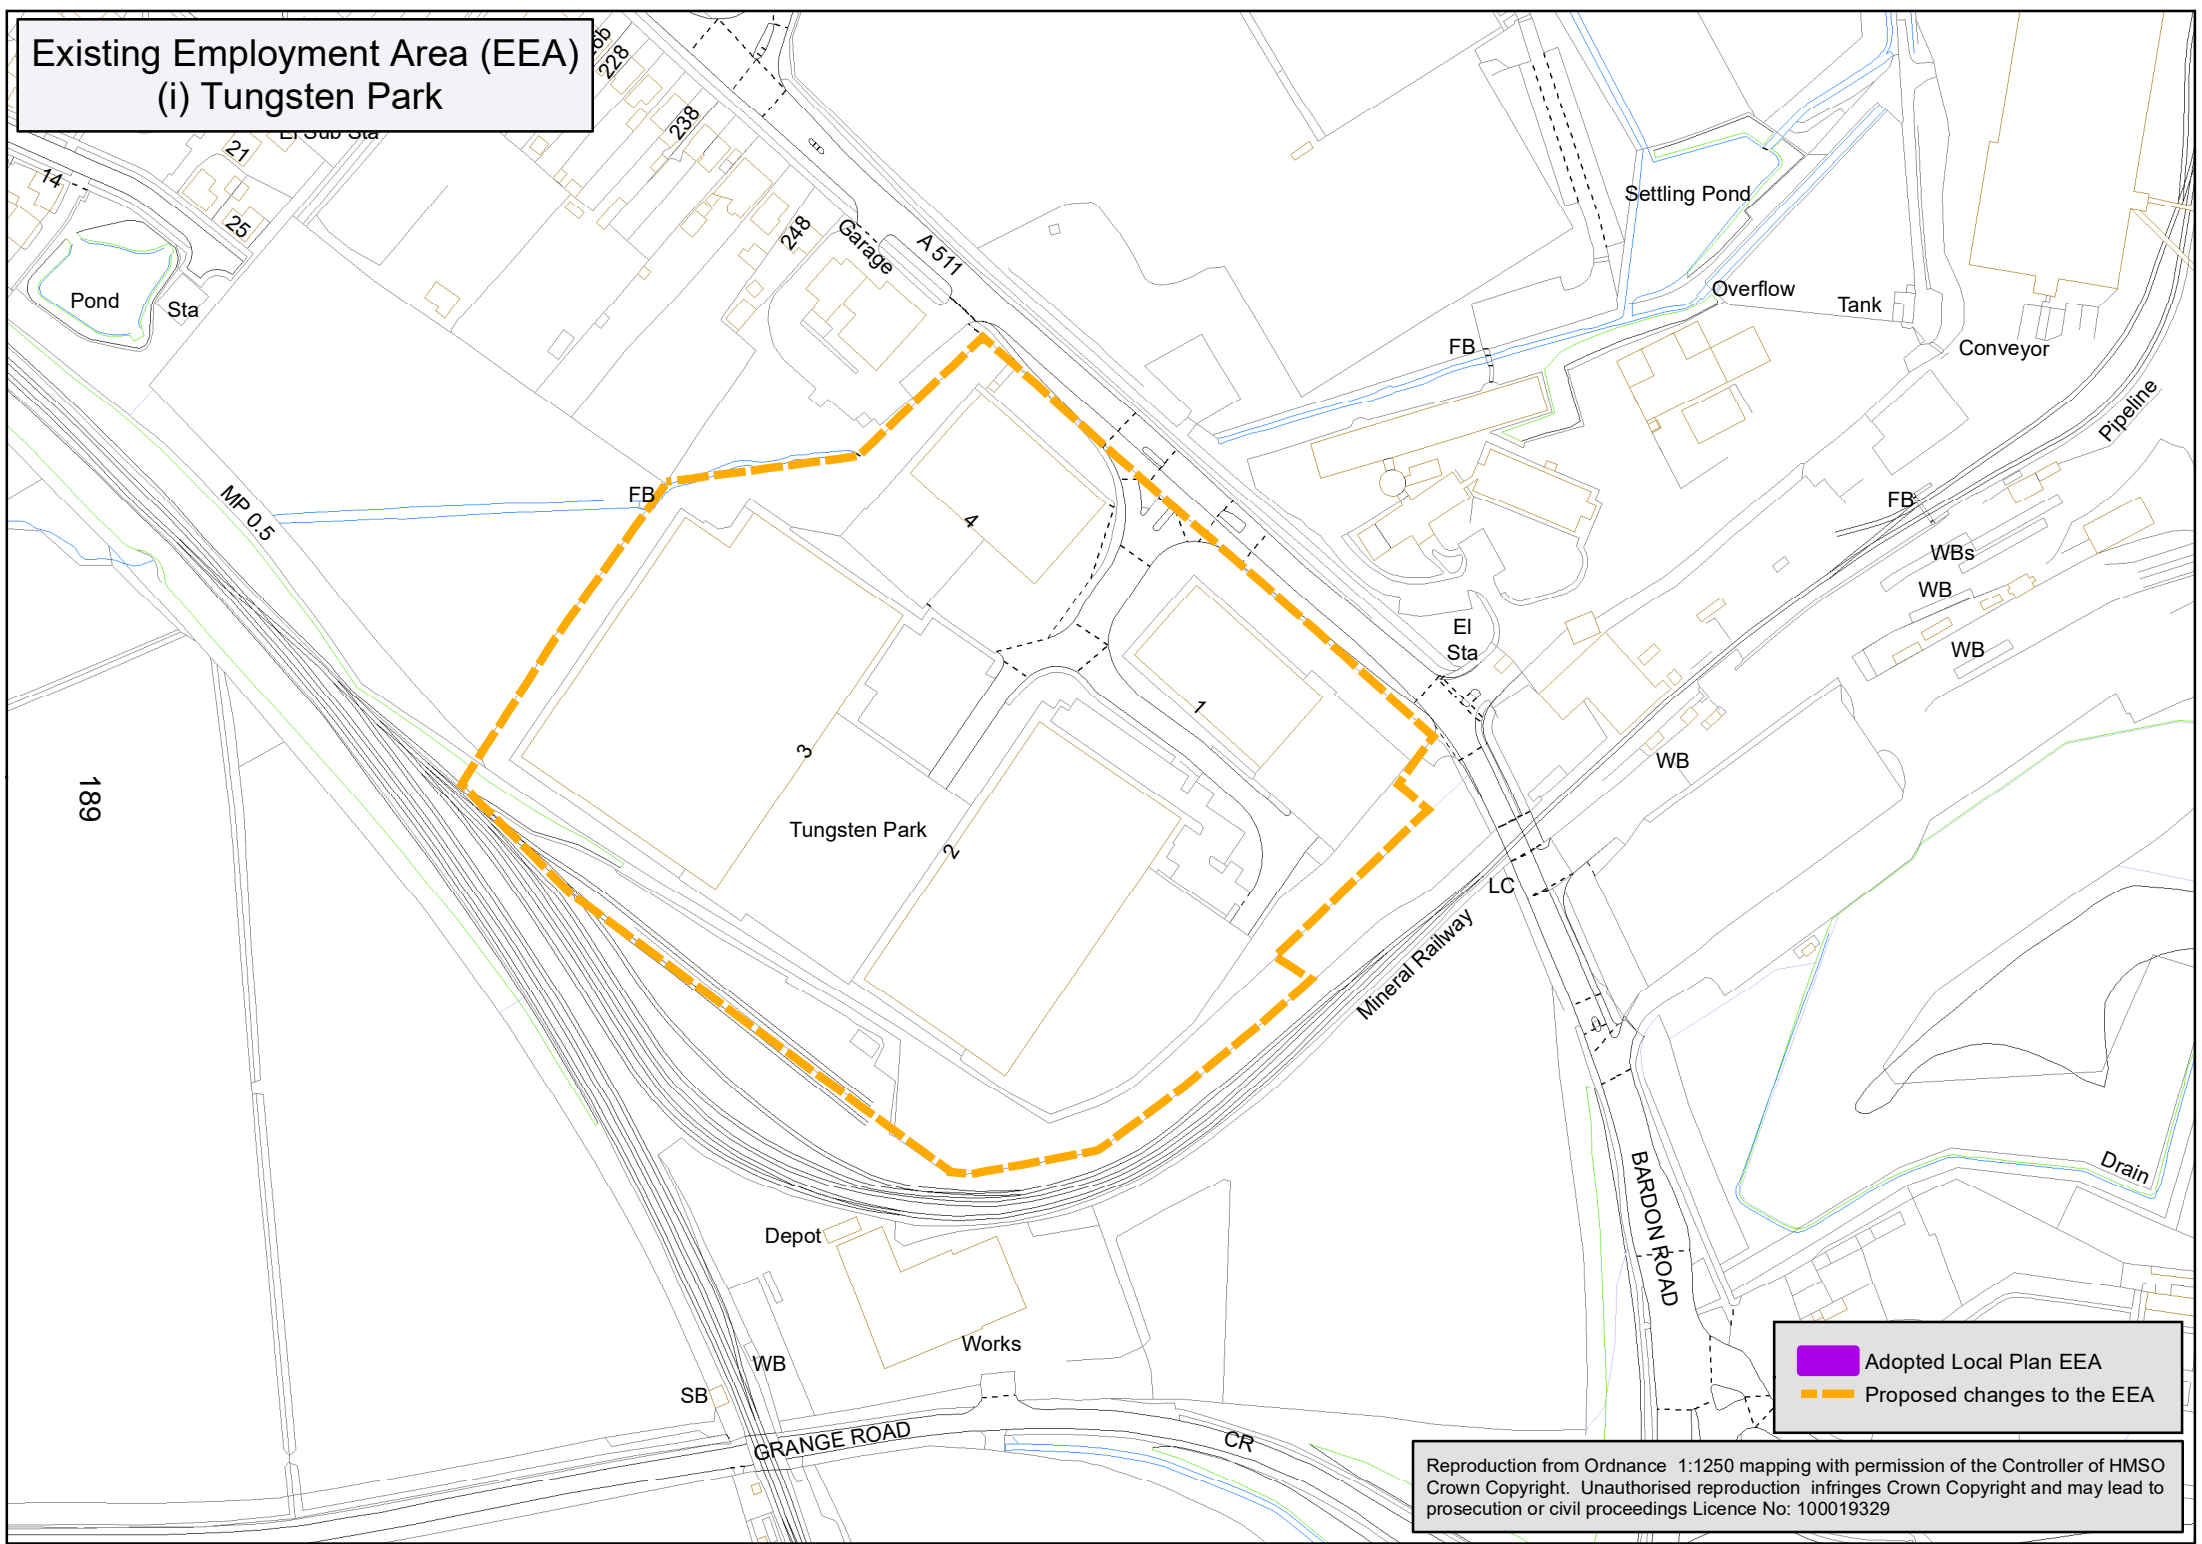 Existing Employment Area (EEA)
(i) Tungsten Park
228
238
248
El Sub Sta
21
25
14
Pond
Sta
Garage
A 511
Settling Pond
Overflow
Tank
Conveyor
FB
Pipeline
MP 0.5
FB
4
FB
WBs
WB
WB
El
Sta
1
3
WB
189
Tungsten Park
2
LC
Mineral Railway
Drain
BARDON ROAD
Depot
Works
WB
SB
GRANGE ROAD
CR
Adopted Local Plan EEA
Proposed changes to the EEA
Reproduction from Ordnance 1:1250 mapping with permission of the Controller of HMSO
Crown Copyright. Unauthorised reproduction infringes Crown Copyright and may lead to
prosecution or civil proceedings Licence No: 100019329